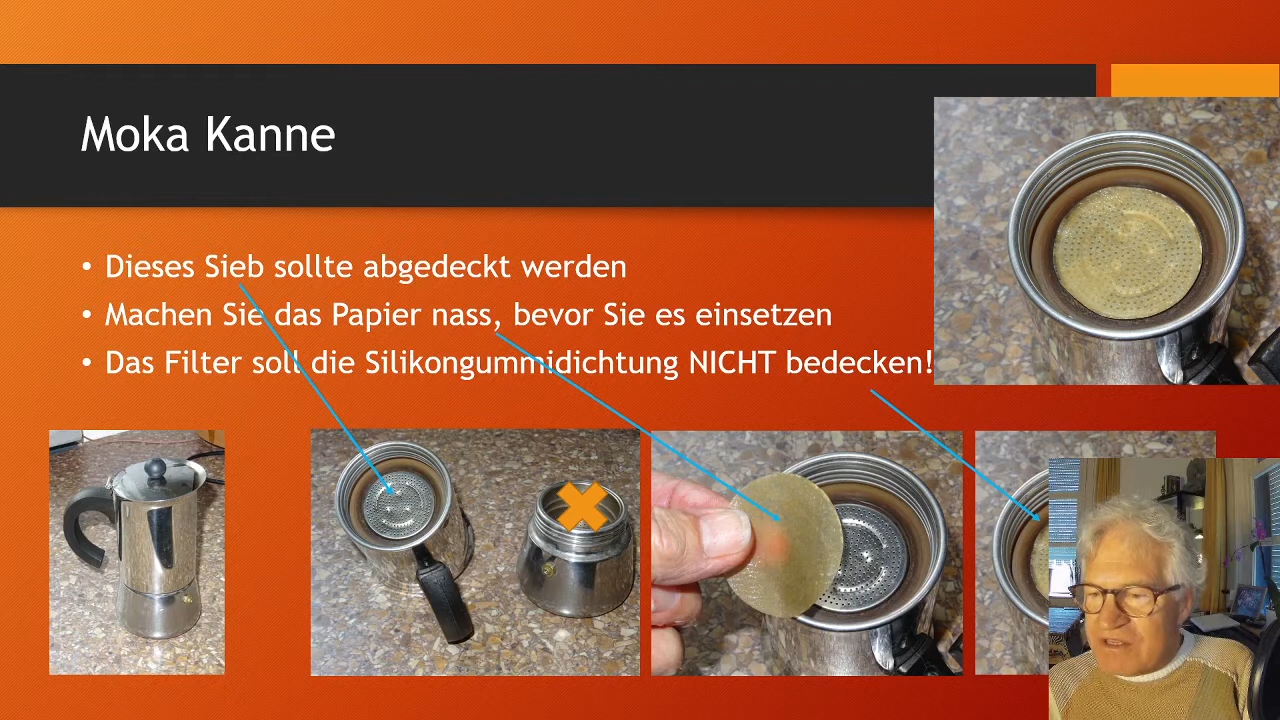 Moka Kanne
• Dieses Sieb sollte abgedeckt werden
• Machen Sie das Papier nass, bevor Sie es einsetzen
• Das Filter soll die Silikongummidichtung NICHT bedecken!